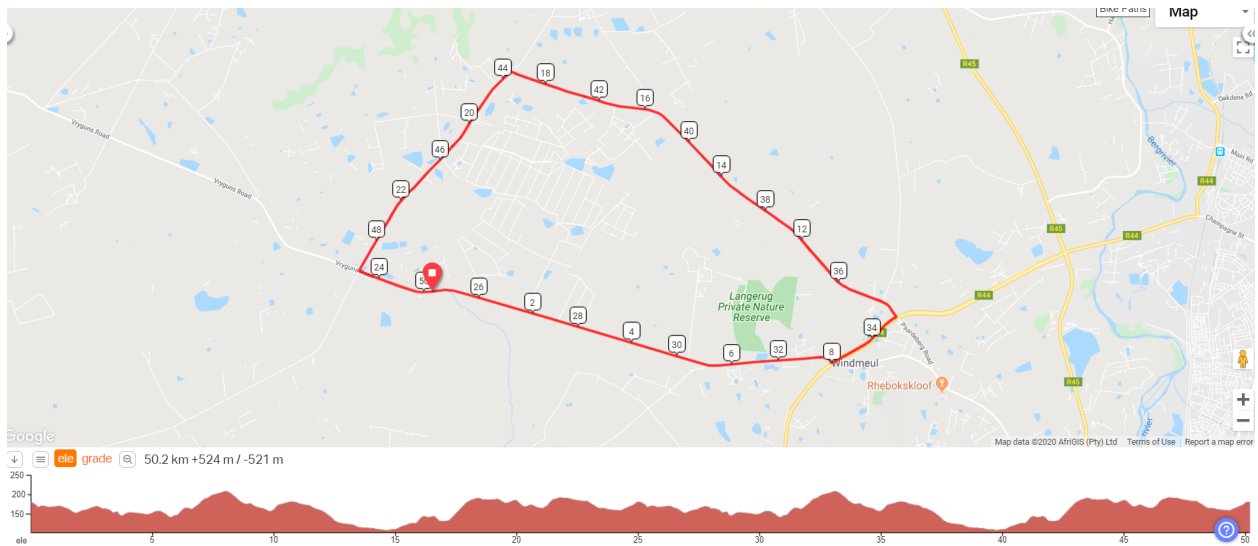 Bike Paths
Map
R45
Oakdene Rd
Bergrivier
Main Rd
R44
Champagne St
R45
R44
R45
Vryguns Road
Vryguns Road
44
18
42
16
20
40
46
14
22
38
12
48
36
24
26
2
28
4
34
30
6
32
8
Langerug
Private Nature
Reserve
Windmeul
Paardeberg Road
Rhebokskloof
Google
Map data ©2020 AfriGIS (Pty) Ltd
Terms of Use
Report a map error
ele grade 50.2 km +524 m / -521 m
250
200
150
ele
5 10 15 20 25 30 35 40 45 50
?